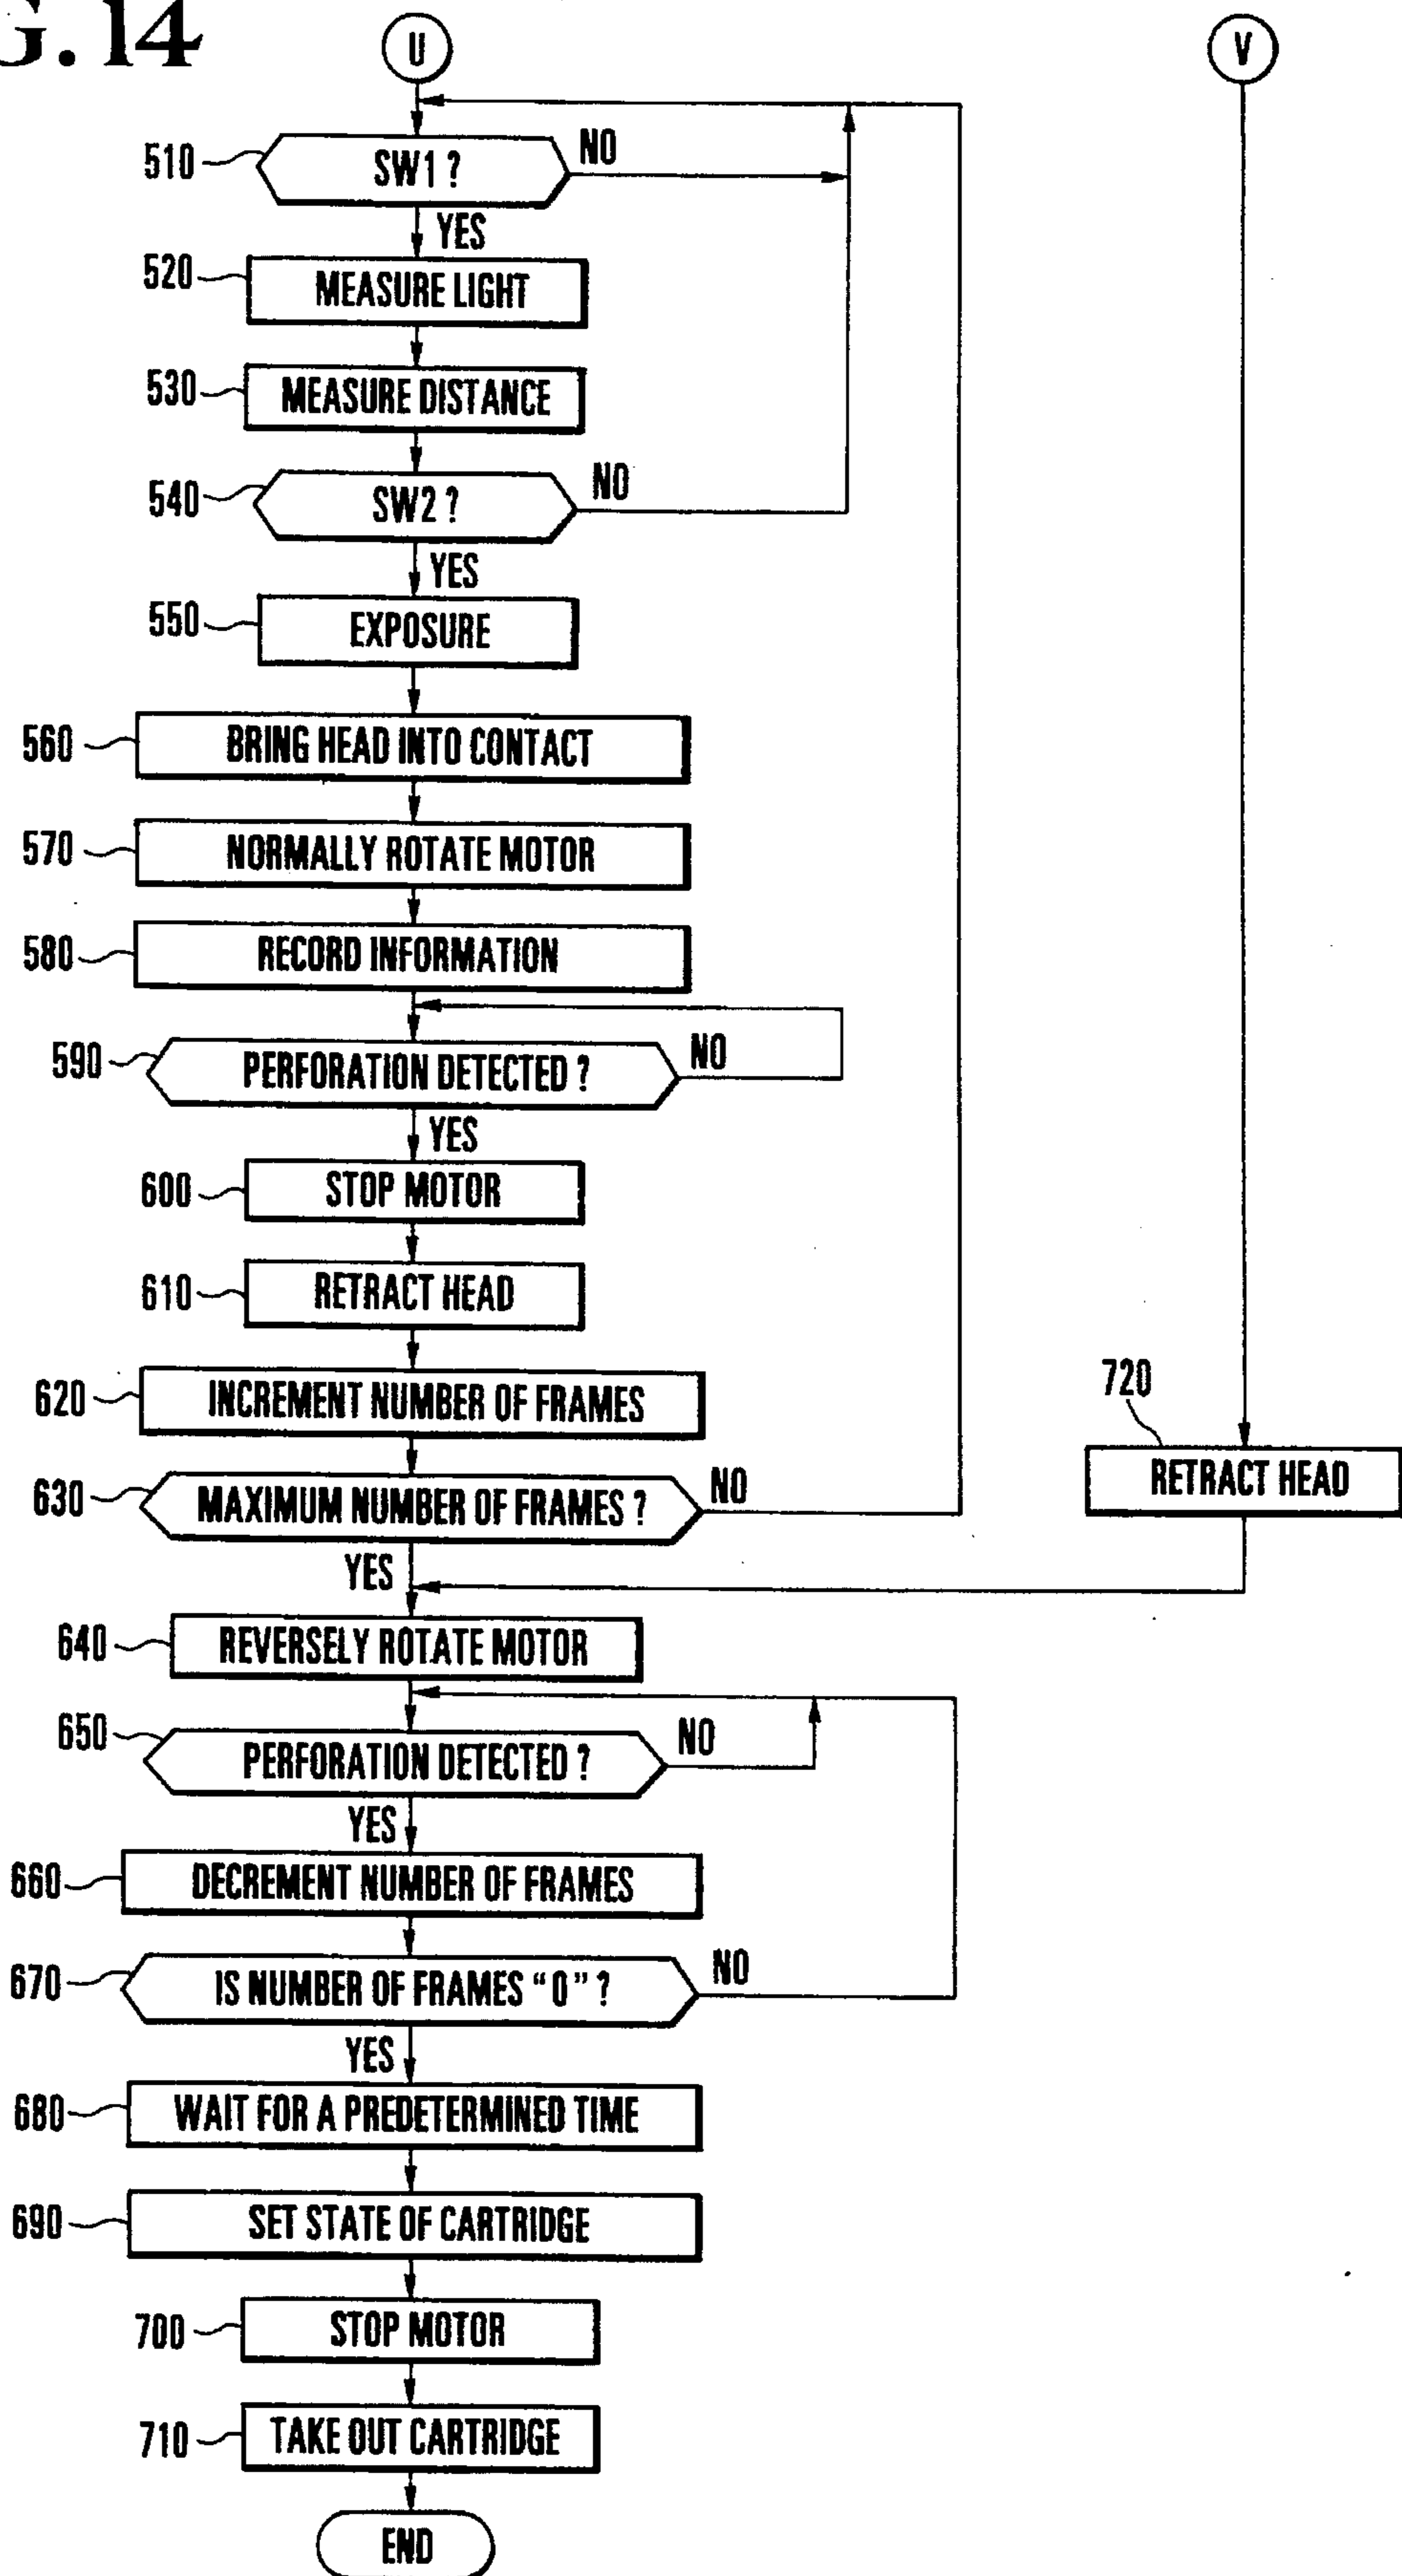 G. 14
U
V
510
SW1 ?
NO
YES
520
MEASURE LIGHT
530
MEASURE DISTANCE
540
SW2 ?
NO
YES
550
EXPOSURE
560
BRING HEAD INTO CONTACT
570
NORMALLY ROTATE MOTOR
580
RECORD INFORMATION
590
PERFORATION DETECTED ?
NO
YES
600
STOP MOTOR
610
RETRACT HEAD
620
INCREMENT NUMBER OF FRAMES
720
RETRACT HEAD
630
MAXIMUM NUMBER OF FRAMES ?
NO
YES
640
REVERSELY ROTATE MOTOR
650
PERFORATION DETECTED ?
NO
YES
660
DECREMENT NUMBER OF FRAMES
670
IS NUMBER OF FRAMES "0" ?
NO
YES
680
WAIT FOR A PREDETERMINED TIME
690
SET STATE OF CARTRIDGE
700
STOP MOTOR
710
TAKE OUT CARTRIDGE
END